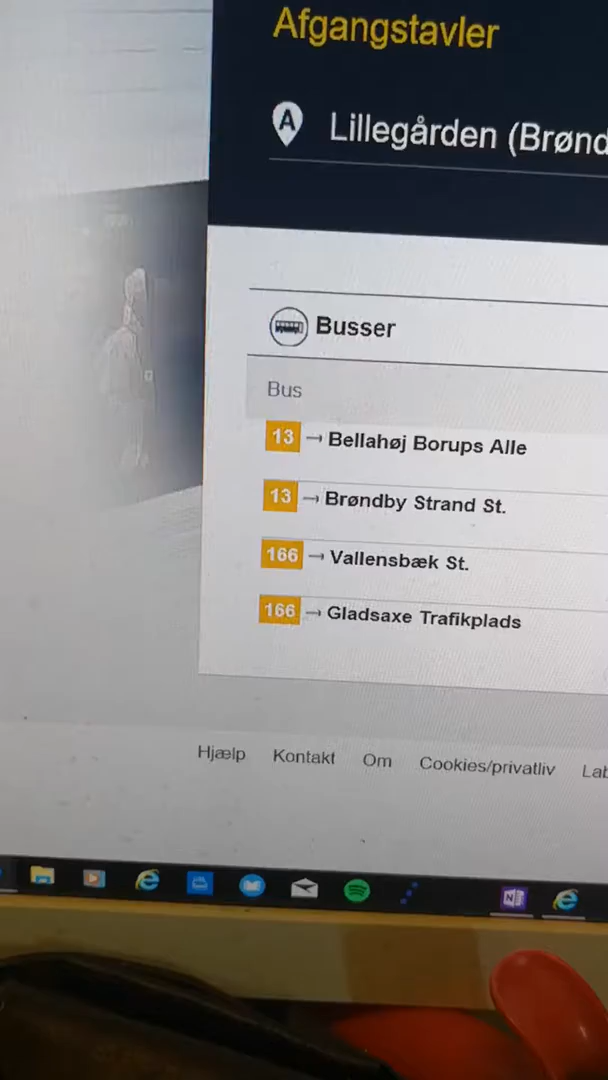 Afgangstavler
A
Lillegården (Brønd
Busser
Bus
13 → Bellahøj Borups Alle
13 → Brøndby Strand St.
166 → Vallensbæk St.
166 → Gladsaxe Trafikplads
Hjælp Kontakt Om Cookies/privatliv